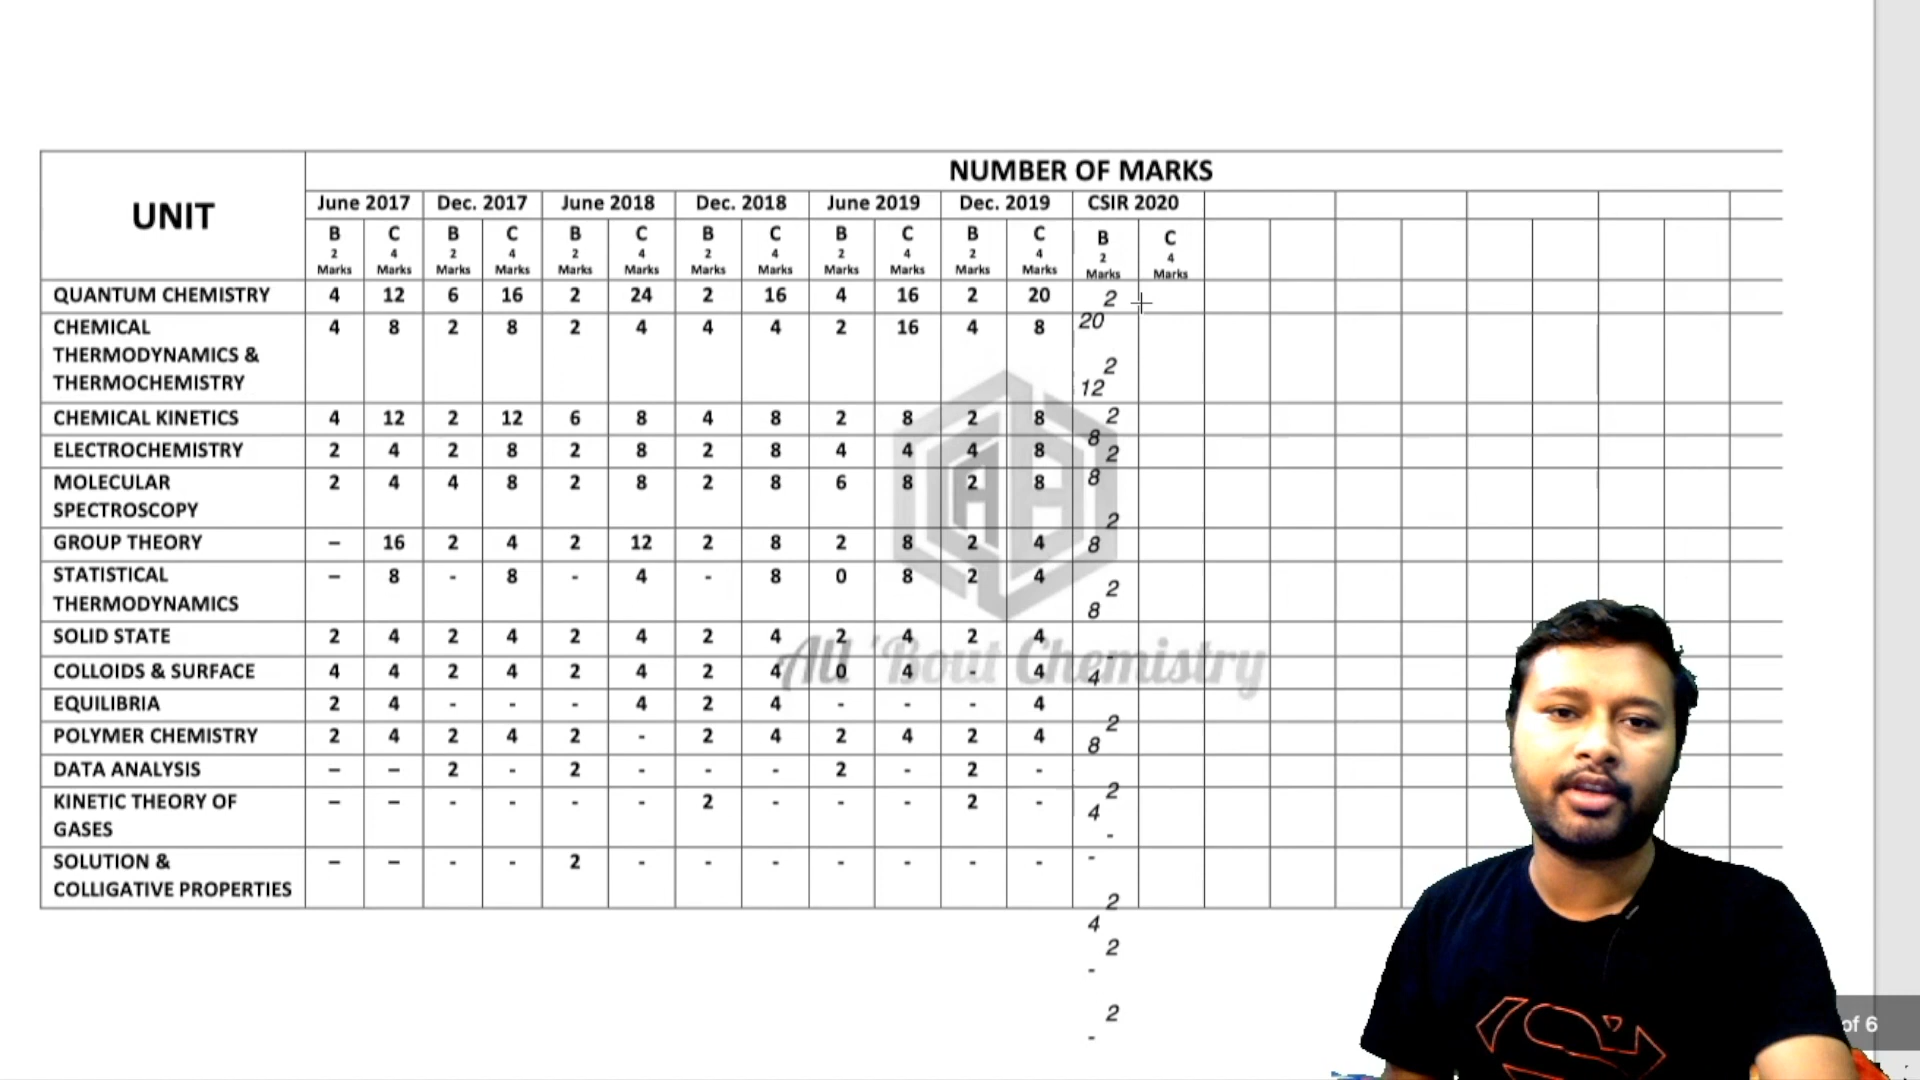 NUMBER OF MARKS
UNIT
June 2017 Dec. 2017 June 2018 Dec. 2018 June 2019 Dec. 2019 CSIR 2020
B C B C B C B C B C B C B C
2 4 2 4 2 4 2 4 2 4 2 4 2 4
Marks Marks Marks Marks Marks Marks Marks Marks Marks Marks Marks Marks Marks Marks
QUANTUM CHEMISTRY 4 12 6 16 2 24 2 16 4 16 2 20 2
20
CHEMICAL 4 8 2 8 2 4 4 4 2 16 4 8
THERMODYNAMICS &
2
THERMOCHEMISTRY
12
CHEMICAL KINETICS 4 12 2 12 6 8 4 8 2 8 2 8 2
8
ELECTROCHEMISTRY 2 4 2 8 2 8 2 8 4 4 4 8 2
8
MOLECULAR 2 4 4 8 2 8 2 8 6 8 2 8
SPECTROSCOPY
2
8
GROUP THEORY – 16 2 4 2 12 2 8 2 8 2 4
STATISTICAL – 8 - 8 - 4 - 8 0 8 2 4
2
THERMODYNAMICS
8
SOLID STATE 2 4 2 4 2 4 2 4 2 4 2 4
-
COLLOIDS & SURFACE 4 4 2 4 2 4 2 4 0 4 - 4
4
EQUILIBRIA 2 4 - - - 4 2 4 - - - 4
2
POLYMER CHEMISTRY 2 4 2 4 2 - 2 4 2 4 2 4
8
DATA ANALYSIS – – 2 - 2 - - - 2 - 2 -
2
KINETIC THEORY OF – – - - - - 2 - - - 2 -
4
GASES
-
-
SOLUTION & – – - - 2 - - - - - - -
COLLIGATIVE PROPERTIES
2
4
2
-
2
-
All 'Bout Chemistry
of 6